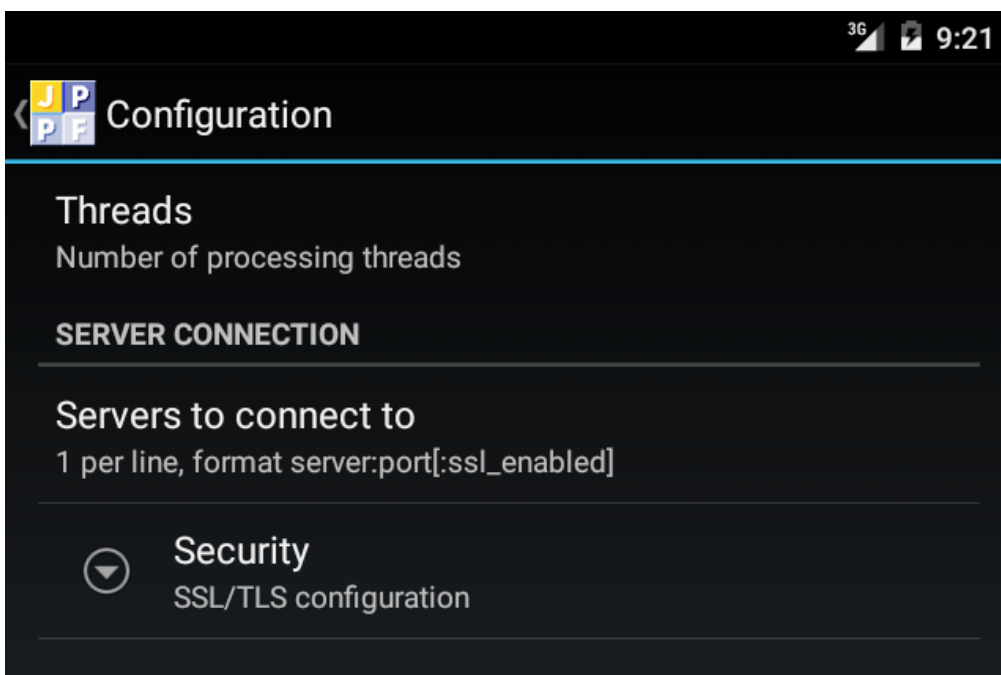 3G 9:21
J P
P F
Configuration
Threads
Number of processing threads
SERVER CONNECTION
Servers to connect to
1 per line, format server:port[:ssl_enabled]
Security
SSL/TLS configuration